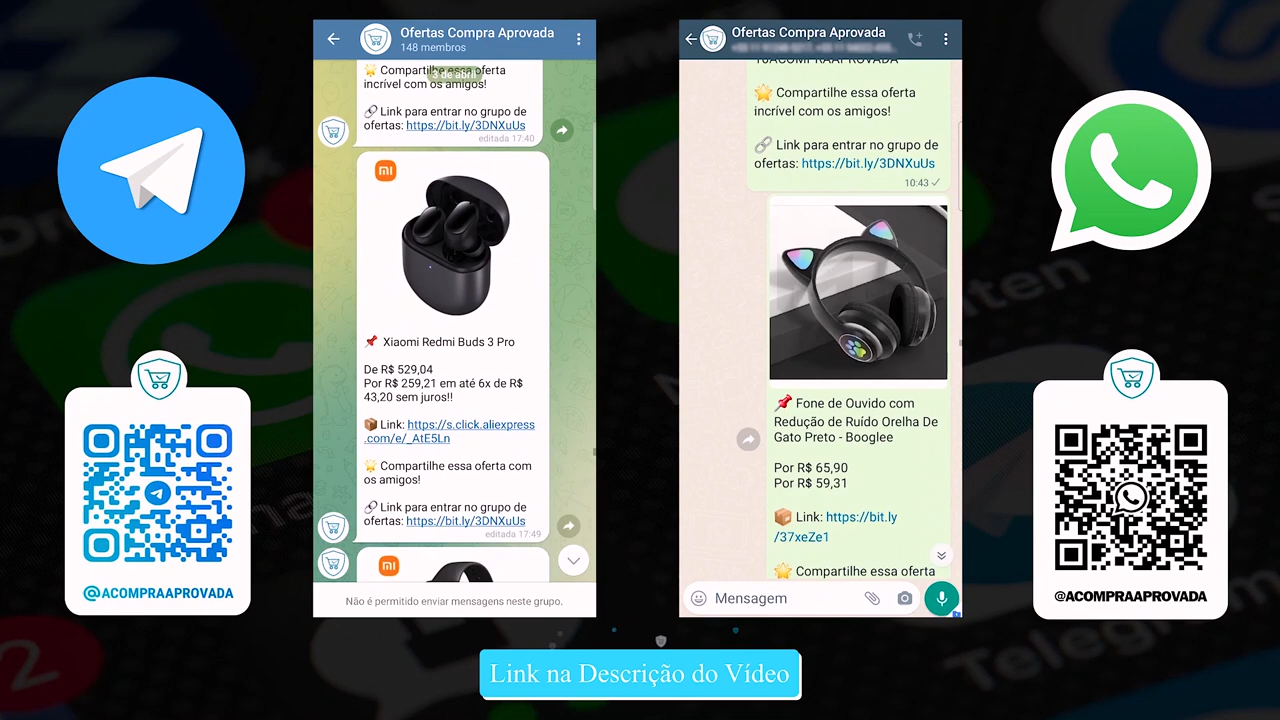 Ofertas Compra Aprovada
148 membros
🌟 Compartilhe essa oferta
3 de abril
incrível com os amigos!
🔗 Link para entrar no grupo de
ofertas: https://bit.ly/3DNXuUs
editada 17:40
📌 Xiaomi Redmi Buds 3 Pro
De R$ 529,04
Por R$ 259,21 em até 6x de R$
43,20 sem juros!!
📦 Link: https://s.click.aliexpress
.com/e/_AtE5Ln
🌟 Compartilhe essa oferta com
os amigos!
🔗 Link para entrar no grupo de
ofertas: https://bit.ly/3DNXuUs
editada 17:49
Não é permitido enviar mensagens neste grupo.
@ACOMPRAAPROVADA
Ofertas Compra Aprovada
10ACOMPRAAPROVADA
🌟 Compartilhe essa oferta
incrível com os amigos!
🔗 Link para entrar no grupo de
ofertas: https://bit.ly/3DNXuUs
10:43
📌 Fone de Ouvido com
Redução de Ruído Orelha De
Gato Preto - Booglee
Por R$ 65,90
Por R$ 59,31
📦 Link: https://bit.ly
/37xeZe1
🌟 Compartilhe essa oferta
Mensagem
@ACOMPRAAPROVADA
Link na Descrição do Vídeo